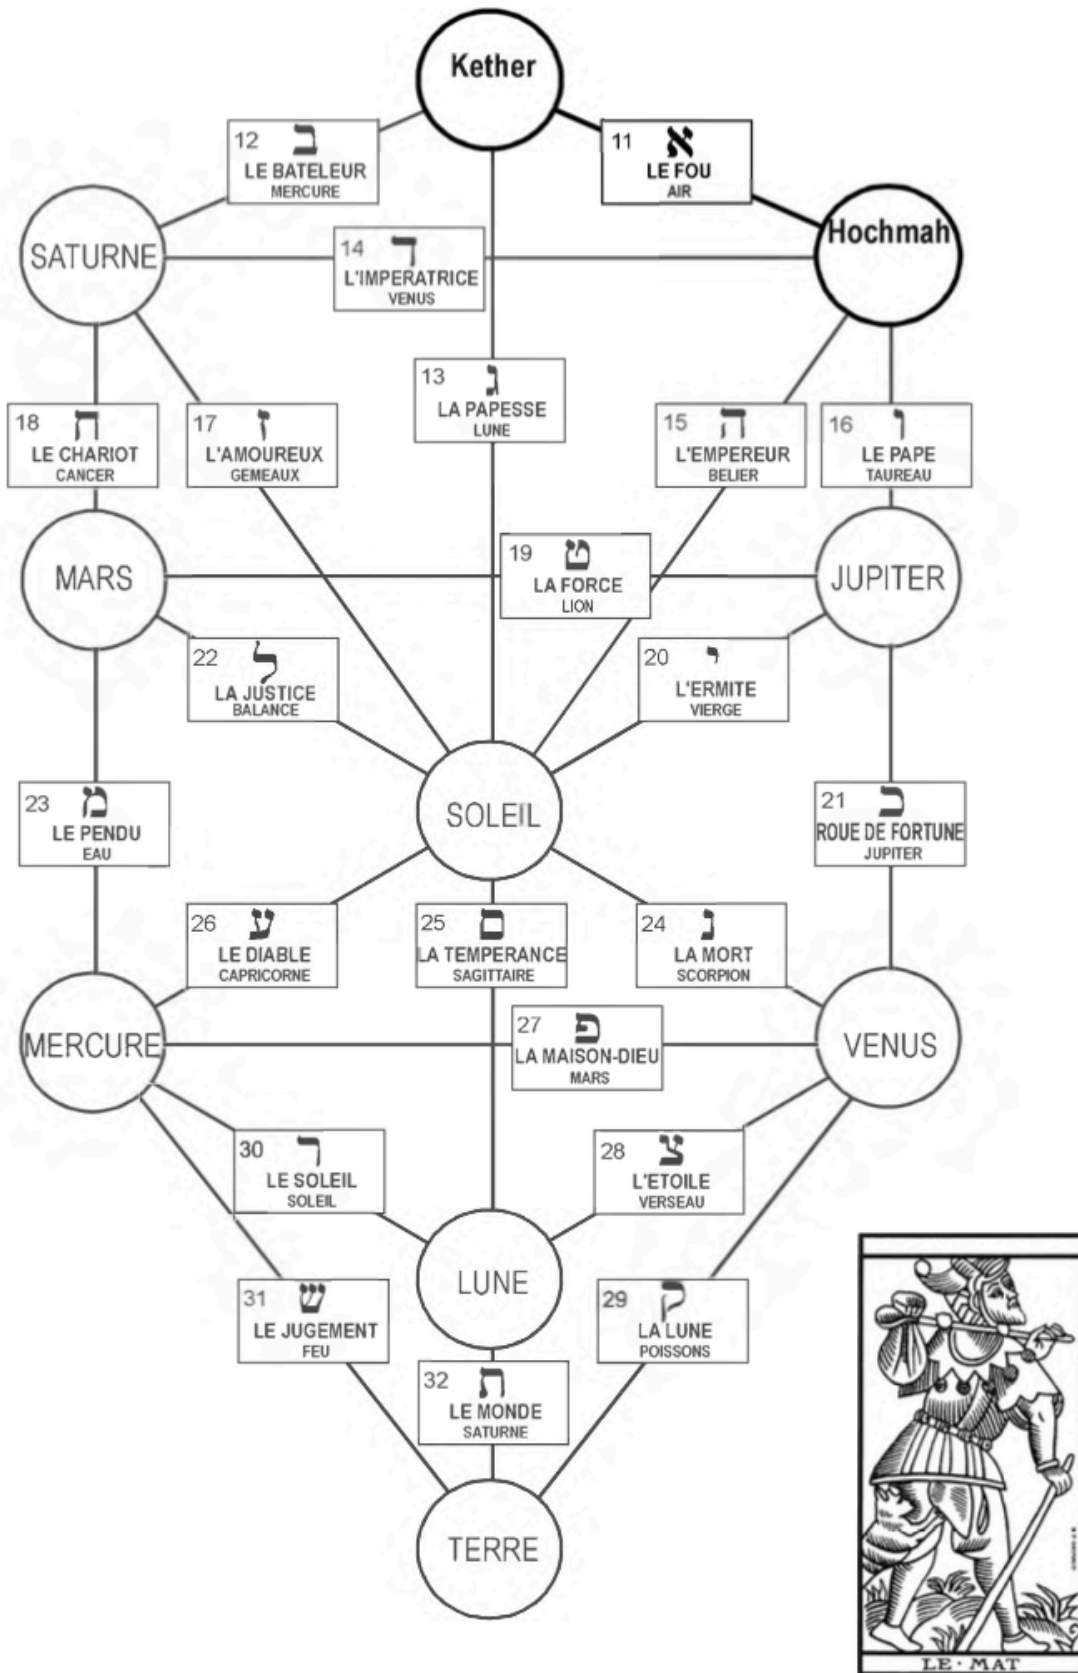 Kether
12 בּ
LE BATELEUR
MERCURE
11 א
LE FOU
AIR
SATURNE
Hochmah
14 ד
L'IMPERATRICE
VENUS
13 ג
LA PAPESSE
LUNE
18 ח
LE CHARIOT
CANCER
17 ז
L'AMOUREUX
GEMEAUX
15 ה
L'EMPEREUR
BELIER
16 ו
LE PAPE
TAUREAU
MARS
19 ט
LA FORCE
LION
JUPITER
22 ל
LA JUSTICE
BALANCE
20 י
L'ERMITE
VIERGE
SOLEIL
23 מ
LE PENDU
EAU
21 כ
ROUE DE FORTUNE
JUPITER
26 ע
LE DIABLE
CAPRICORNE
25 ס
LA TEMPERANCE
SAGITTAIRE
24 נ
LA MORT
SCORPION
MERCURE
27 פ
LA MAISON-DIEU
MARS
VENUS
30 ר
LE SOLEIL
SOLEIL
28 צ
L'ETOILE
VERSEAU
LUNE
31 ש
LE JUGEMENT
FEU
29 ק
LA LUNE
POISSONS
32 ת
LE MONDE
SATURNE
TERRE
LE · MAT